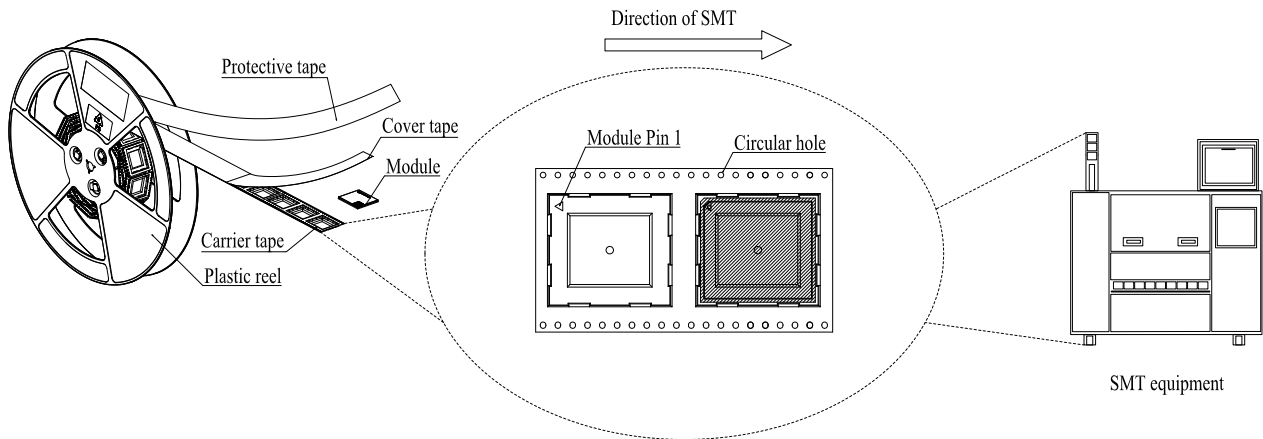 Direction of SMT
Protective tape
Cover tape
Module
Carrier tape
Plastic reel
Module Pin 1
Circular hole
SMT equipment